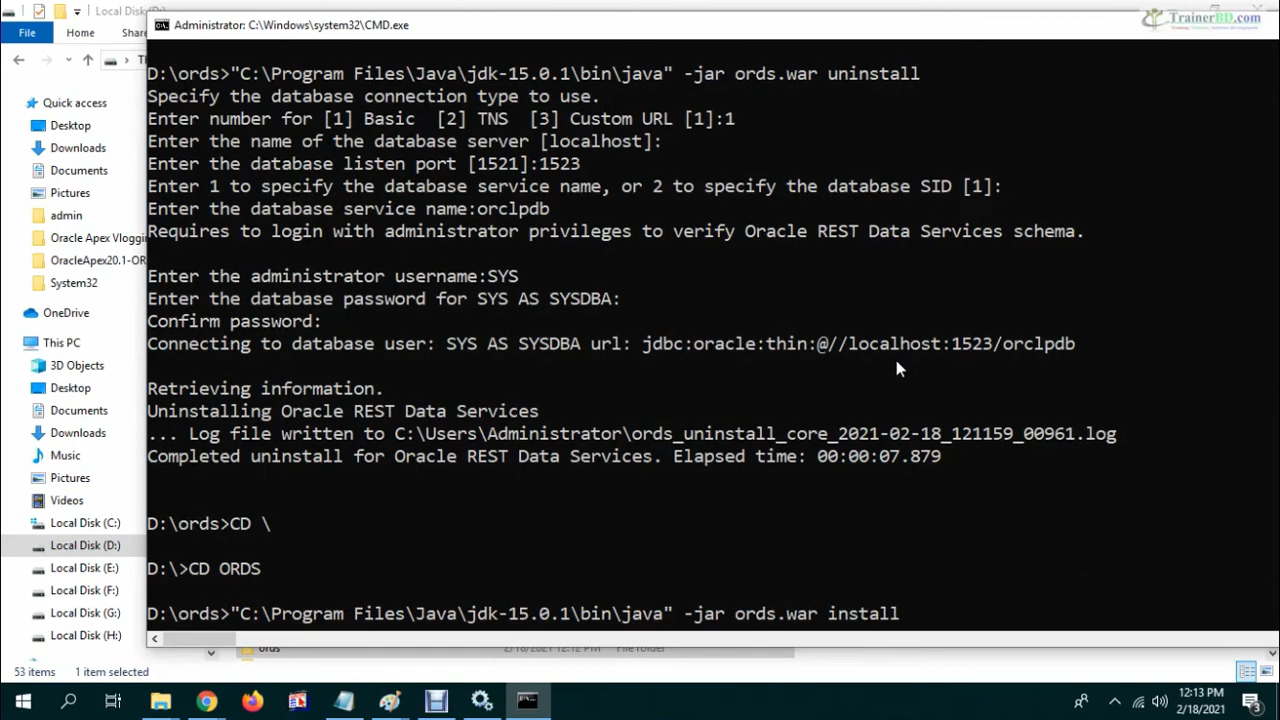 Local Disk (D:)
Administrator: C:\Windows\system32\CMD.exe
TrainerBD.com
File
Home
Share
D:\ords>"C:\Program Files\Java\jdk-15.0.1\bin\java" -jar ords.war uninstall
Specify the database connection type to use.
Enter number for [1] Basic  [2] TNS  [3] Custom URL [1]:1
Enter the name of the database server [localhost]:
Enter the database listen port [1521]:1523
Enter 1 to specify the database service name, or 2 to specify the database SID [1]:
Enter the database service name:orclpdb
Requires to login with administrator privileges to verify Oracle REST Data Services schema.
Enter the administrator username:SYS
Enter the database password for SYS AS SYSDBA:
Confirm password:
Connecting to database user: SYS AS SYSDBA url: jdbc:oracle:thin:@//localhost:1523/orclpdb
Retrieving information.
Uninstalling Oracle REST Data Services
... Log file written to C:\Users\Administrator\ords_uninstall_core_2021-02-18_121159_00961.log
Completed uninstall for Oracle REST Data Services. Elapsed time: 00:00:07.879
D:\ords>CD \
D:\>CD ORDS
D:\ords>"C:\Program Files\Java\jdk-15.0.1\bin\java" -jar ords.war install
Quick access
Desktop
Downloads
Documents
Pictures
admin
Oracle Apex Vloggin
OracleApex20.1-OR
System32
OneDrive
This PC
3D Objects
Desktop
Documents
Downloads
Music
Pictures
Videos
Local Disk (C:)
Local Disk (D:)
Local Disk (E:)
Local Disk (F:)
Local Disk (G:)
Local Disk (H:)
ords
2/18/2021 12:12 PM
File folder
53 items
1 item selected
12:13 PM
2/18/2021
3